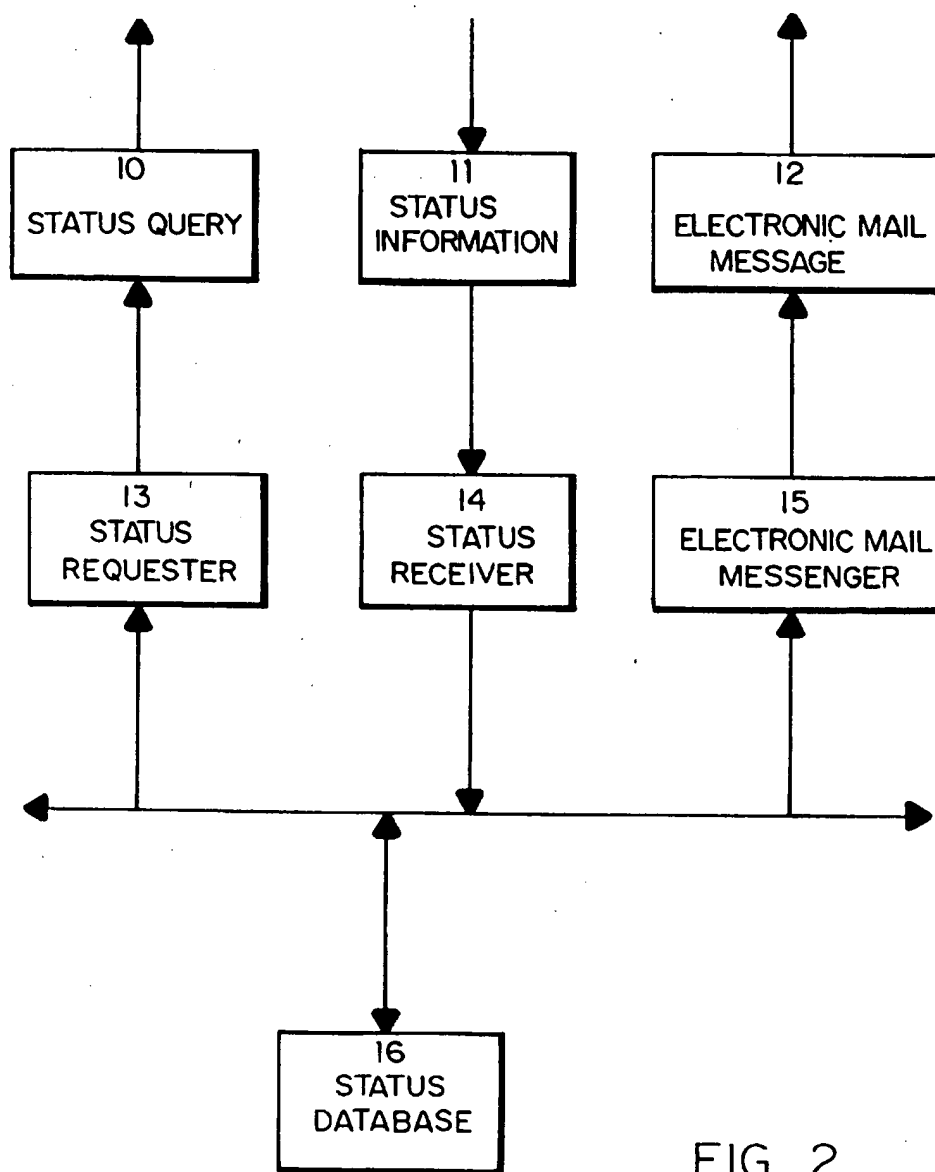 10
STATUS QUERY
11
STATUS
INFORMATION
12
ELECTRONIC MAIL
MESSAGE
13
STATUS
REQUESTER
14
STATUS
RECEIVER
15
ELECTRONIC MAIL
MESSENGER
16
STATUS
DATABASE
FIG. 2